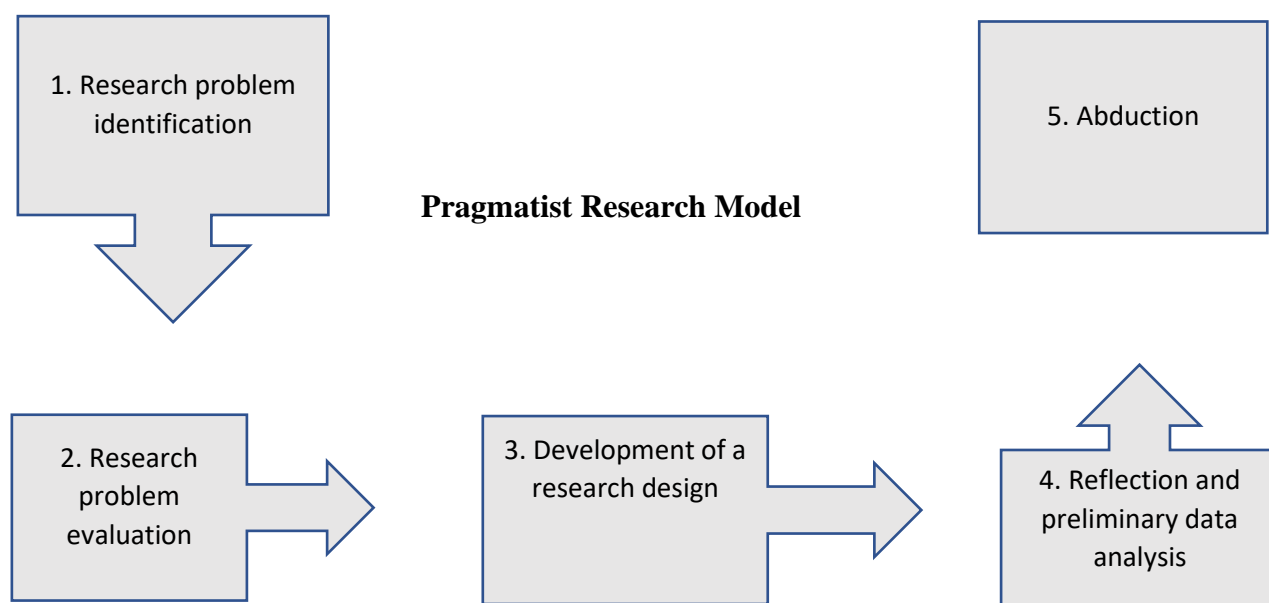 1. Research problem
identification
5. Abduction
Pragmatist Research Model
2. Research
problem
evaluation
3. Development of a
research design
4. Reflection and
preliminary data
analysis